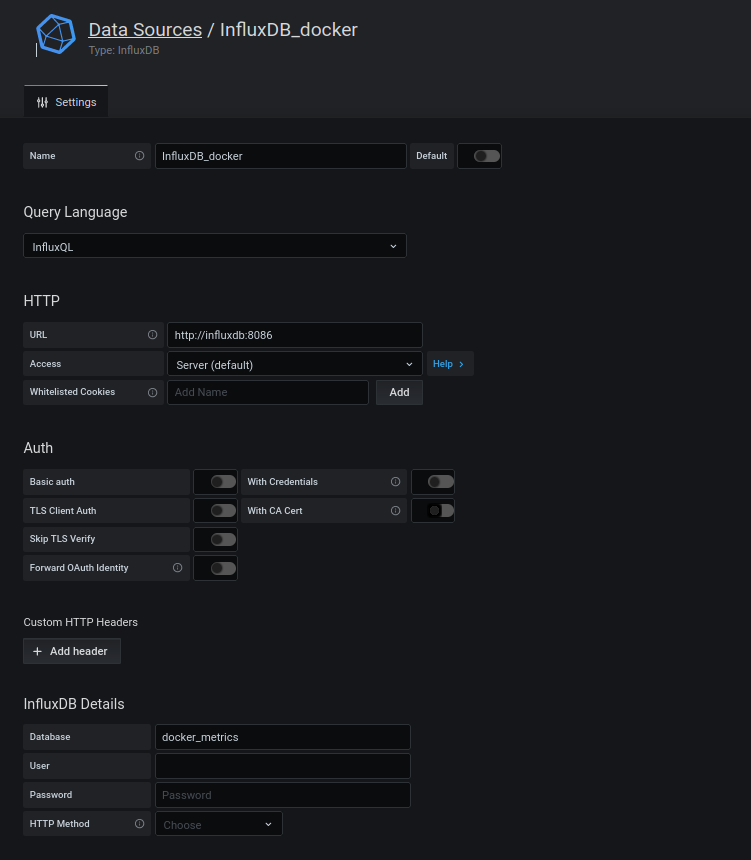 Data Sources / InfluxDB_docker
Type: InfluxDB
Settings
Name InfluxDB_docker Default
Query Language
InfluxQL
HTTP
URL http://influxdb:8086
Access Server (default) Help
Whitelisted Cookies Add Name Add
Auth
Basic auth With Credentials
TLS Client Auth With CA Cert
Skip TLS Verify
Forward OAuth Identity
Custom HTTP Headers
+ Add header
InfluxDB Details
Database docker_metrics
User
Password Password
HTTP Method Choose